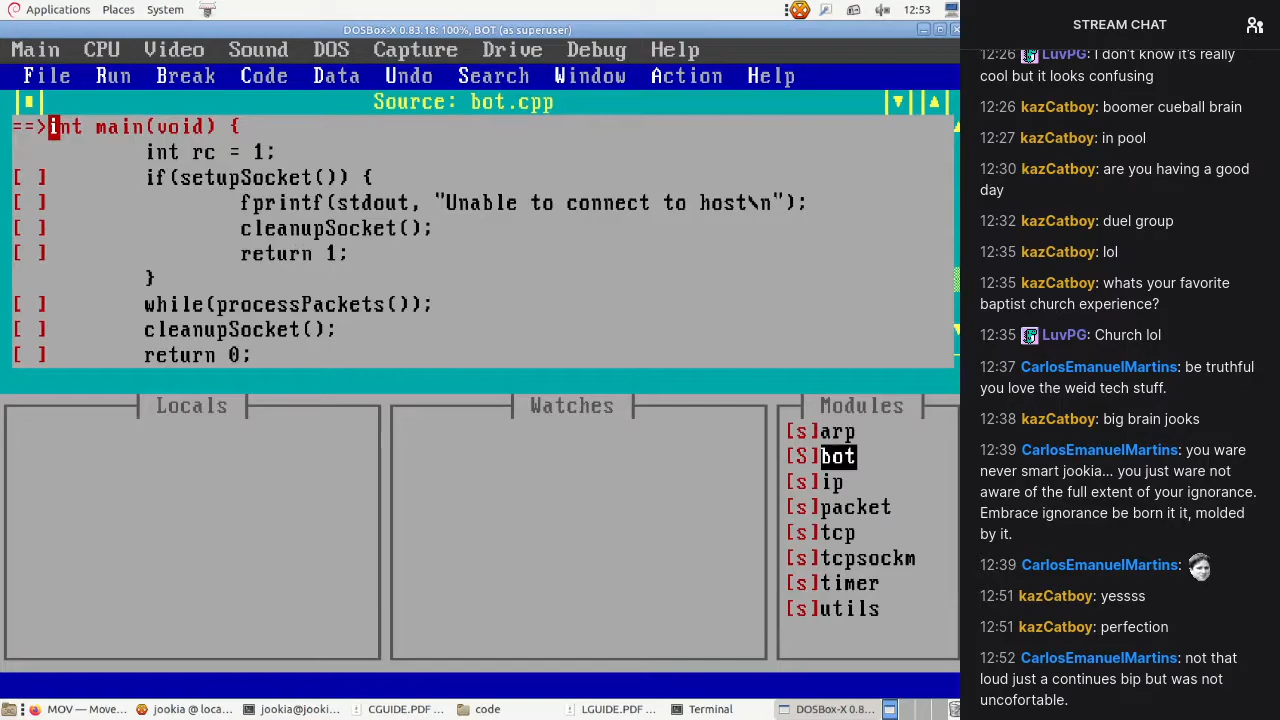 Applications Places System 12:53
DOSBox-X 0.83.18: 100%, BOT (as superuser)
Main CPU Video Sound DOS Capture Drive Debug Help
File Run Break Code Data Undo Search Window Action Help
Source: bot.cpp
==>int main(void) {
int rc = 1;
[ ] if(setupSocket()) {
[ ] fprintf(stdout, "Unable to connect to host\n");
[ ] cleanupSocket();
[ ] return 1;
}
[ ] while(processPackets());
[ ] cleanupSocket();
[ ] return 0;
Locals Watches Modules
[s]arp
[S]bot
[s]ip
[s]packet
[s]tcp
[s]tcpsockm
[s]timer
[s]utils
MOV — Move... jookia @ loca... jookia@jooki... CGUIDE.PDF ... code LGUIDE.PDF ... Terminal DOSBox-X 0.8...
STREAM CHAT
12:26 LuvPG: I don't know it's really
cool but it looks confusing
12:26 kazCatboy: boomer cueball brain
12:27 kazCatboy: in pool
12:30 kazCatboy: are you having a good
day
12:32 kazCatboy: duel group
12:35 kazCatboy: lol
12:35 kazCatboy: whats your favorite
baptist church experience?
12:35 LuvPG: Church lol
12:37 CarlosEmanuelMartins: be truthful
you love the weid tech stuff.
12:38 kazCatboy: big brain jooks
12:39 CarlosEmanuelMartins: you ware
never smart jookia... you just ware not
aware of the full extent of your ignorance.
Embrace ignorance be born it it, molded
by it.
12:39 CarlosEmanuelMartins:
12:51 kazCatboy: yessss
12:51 kazCatboy: perfection
12:52 CarlosEmanuelMartins: not that
loud just a continues bip but was not
uncofortable.